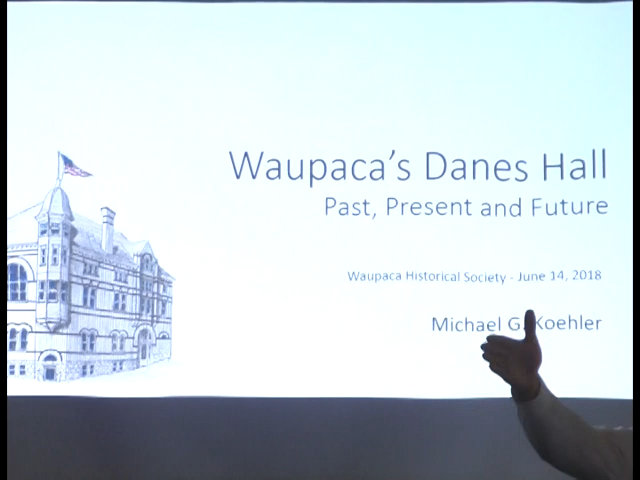 Waupaca's Danes Hall
Past, Present and Future
Waupaca Historical Society - June 14, 2018
Michael G. Koehler